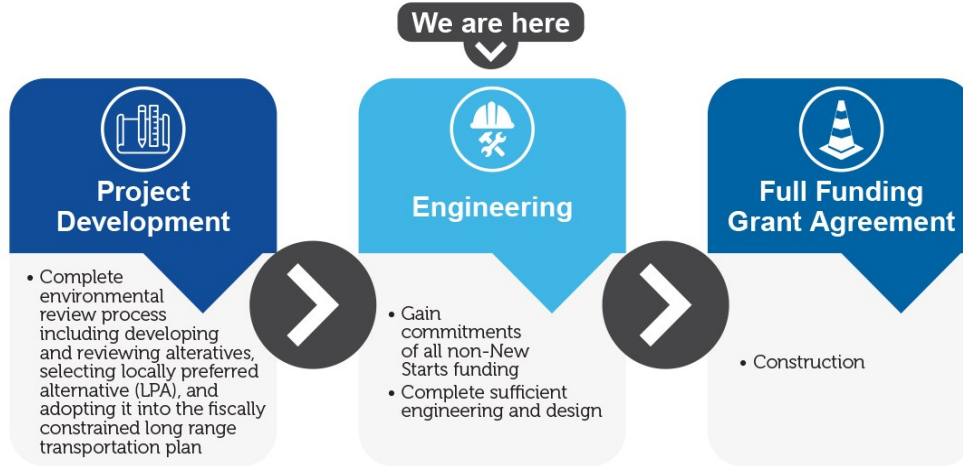 We are here
Project
Development
• Complete
environmental
review process
including developing
and reviewing alteratives,
selecting locally preferred
alternative (LPA), and
adopting it into the fiscally
constrained long range
transportation plan
Engineering
• Gain
commitments
of all non-New
Starts funding
• Complete sufficient
engineering and design
Full Funding
Grant Agreement
• Construction